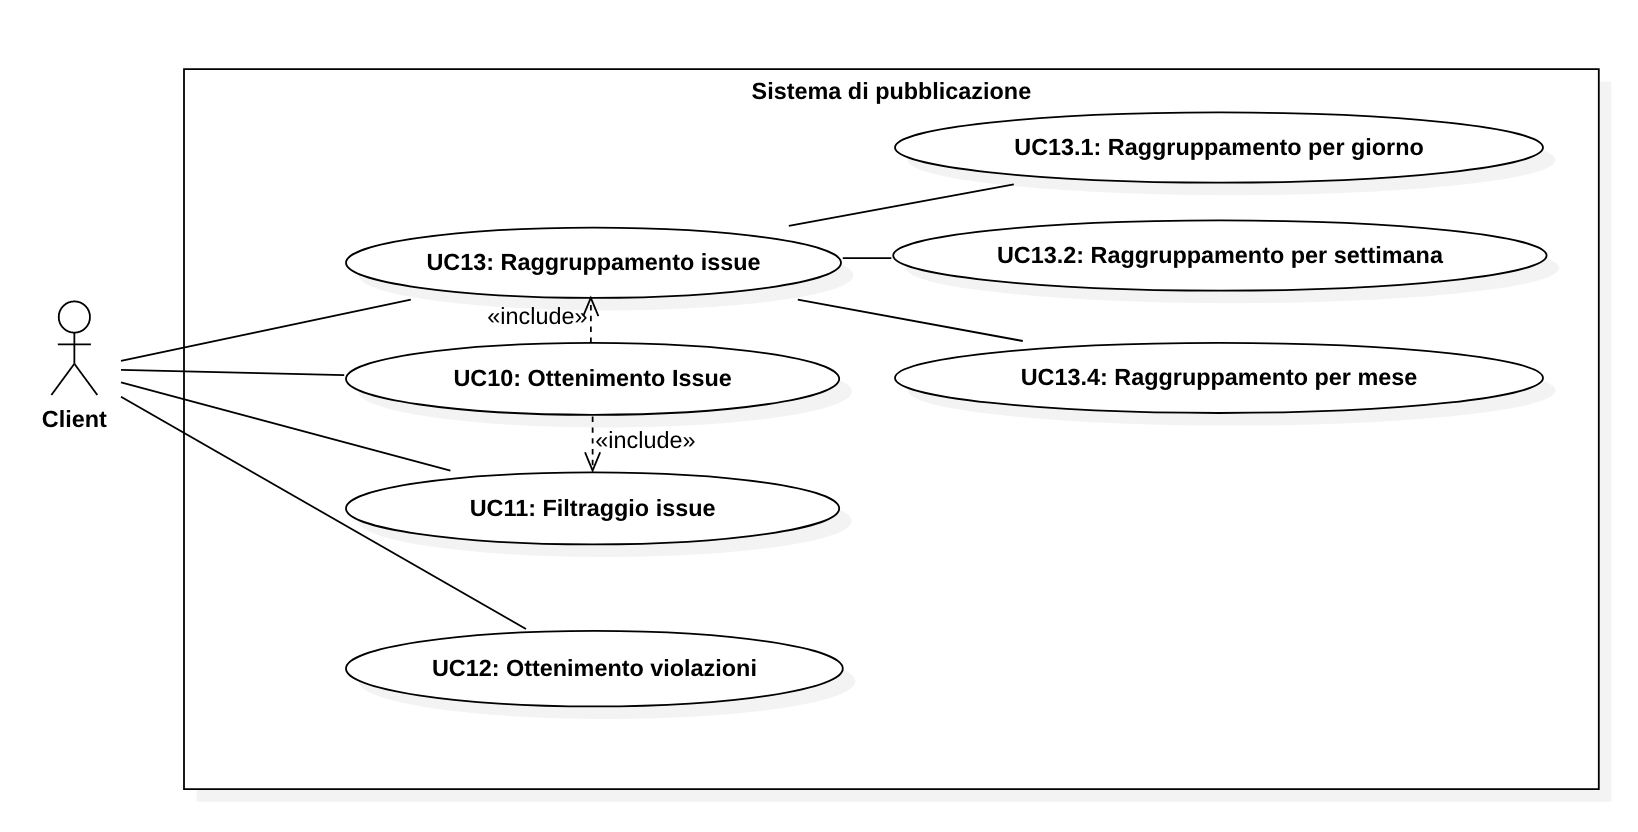 Sistema di pubblicazione
UC13.1: Raggruppamento per giorno
UC13: Raggruppamento issue
UC13.2: Raggruppamento per settimana
«include»
UC10: Ottenimento Issue
UC13.4: Raggruppamento per mese
Client
«include»
UC11: Filtraggio issue
UC12: Ottenimento violazioni